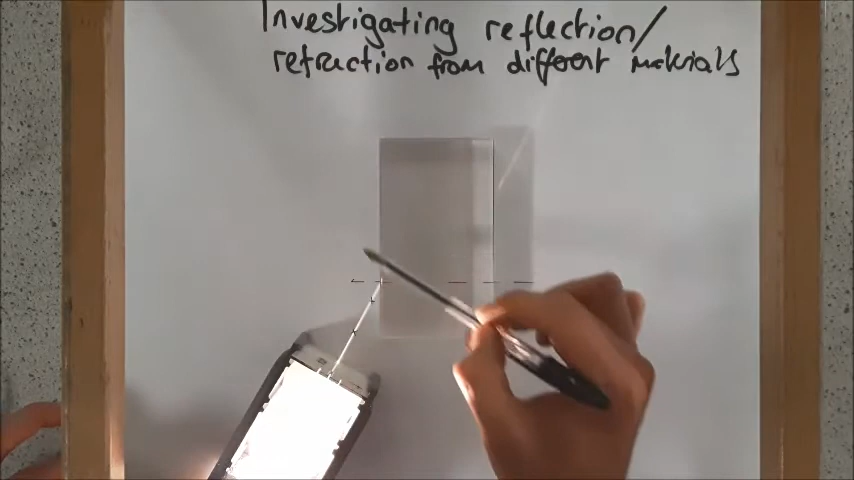 Investigating reflection/
refraction from different materials